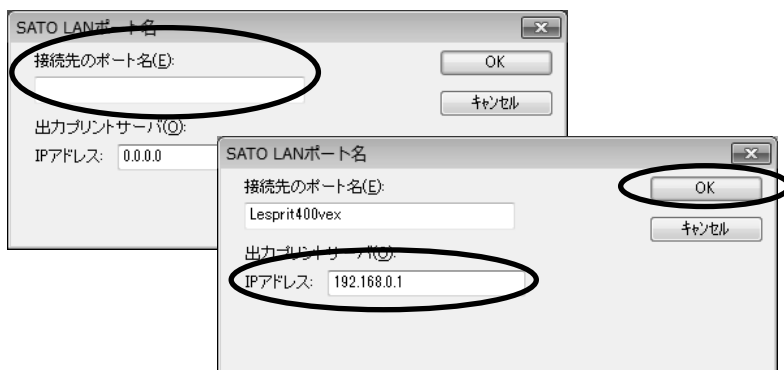 SATO LANポート名
接続先のポート名(E):
OK
キャンセル
出力プリントサーバ(O):
IPアドレス: 0.0.0.0
SATO LANポート名
接続先のポート名(E):
OK
Lesprit400vex
キャンセル
出力プリントサーバ(O):
IPアドレス: 192.168.0.1